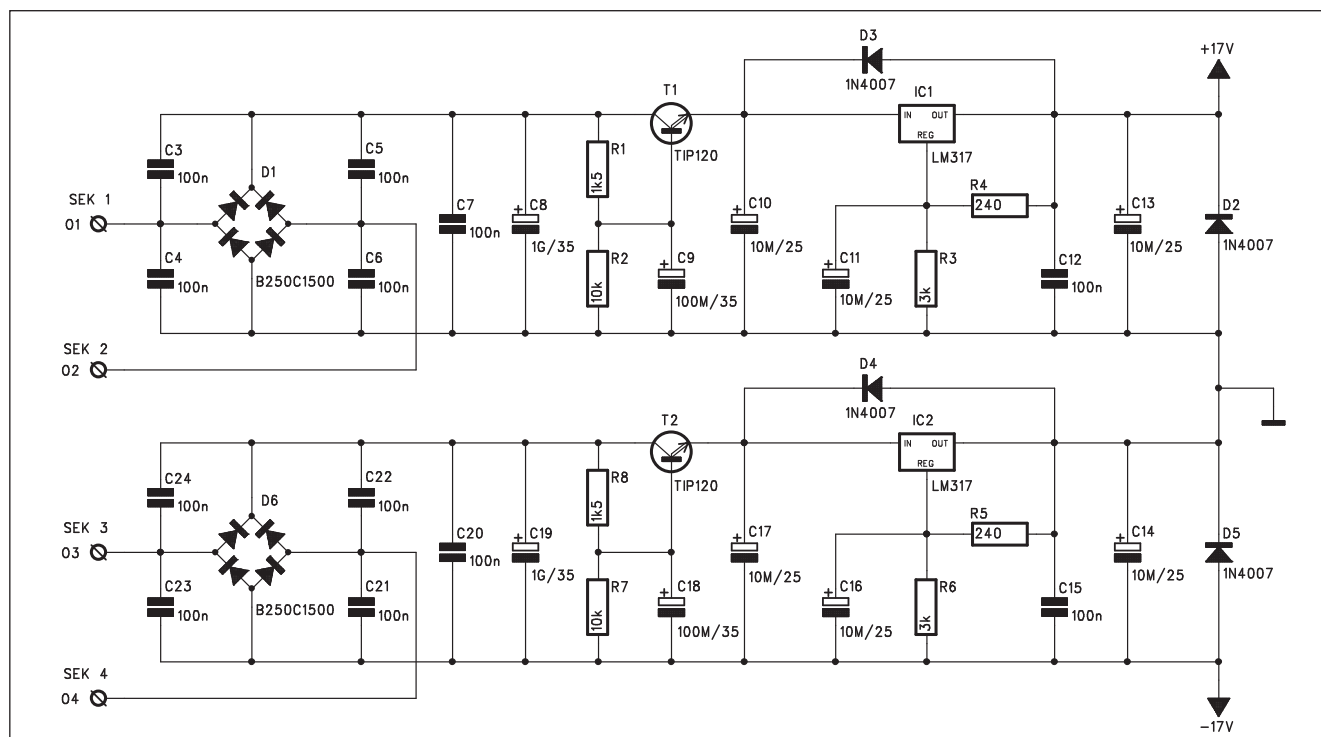 D3
1N4007
+17V
T1
TIP120
IC1
IN OUT
REG
LM317
C3
100n
D1
C5
100n
R1
1k5
SEK 1
01
C7
100n
C8
+
1G/35
C10
+
10M/25
R4
240
C13
+
10M/25
D2
1N4007
C4
100n
B250C1500
C6
100n
R2
10k
C9
+
100M/35
C11
+
10M/25
R3
3k
C12
100n
SEK 2
02
D4
1N4007
T2
TIP120
IC2
IN OUT
REG
LM317
C24
100n
D6
C22
100n
R8
1k5
SEK 3
03
C20
100n
C19
+
1G/35
C17
+
10M/25
R5
240
C14
+
10M/25
D5
1N4007
C23
100n
B250C1500
C21
100n
R7
10k
C18
+
100M/35
C16
+
10M/25
R6
3k
C15
100n
SEK 4
04
-17V